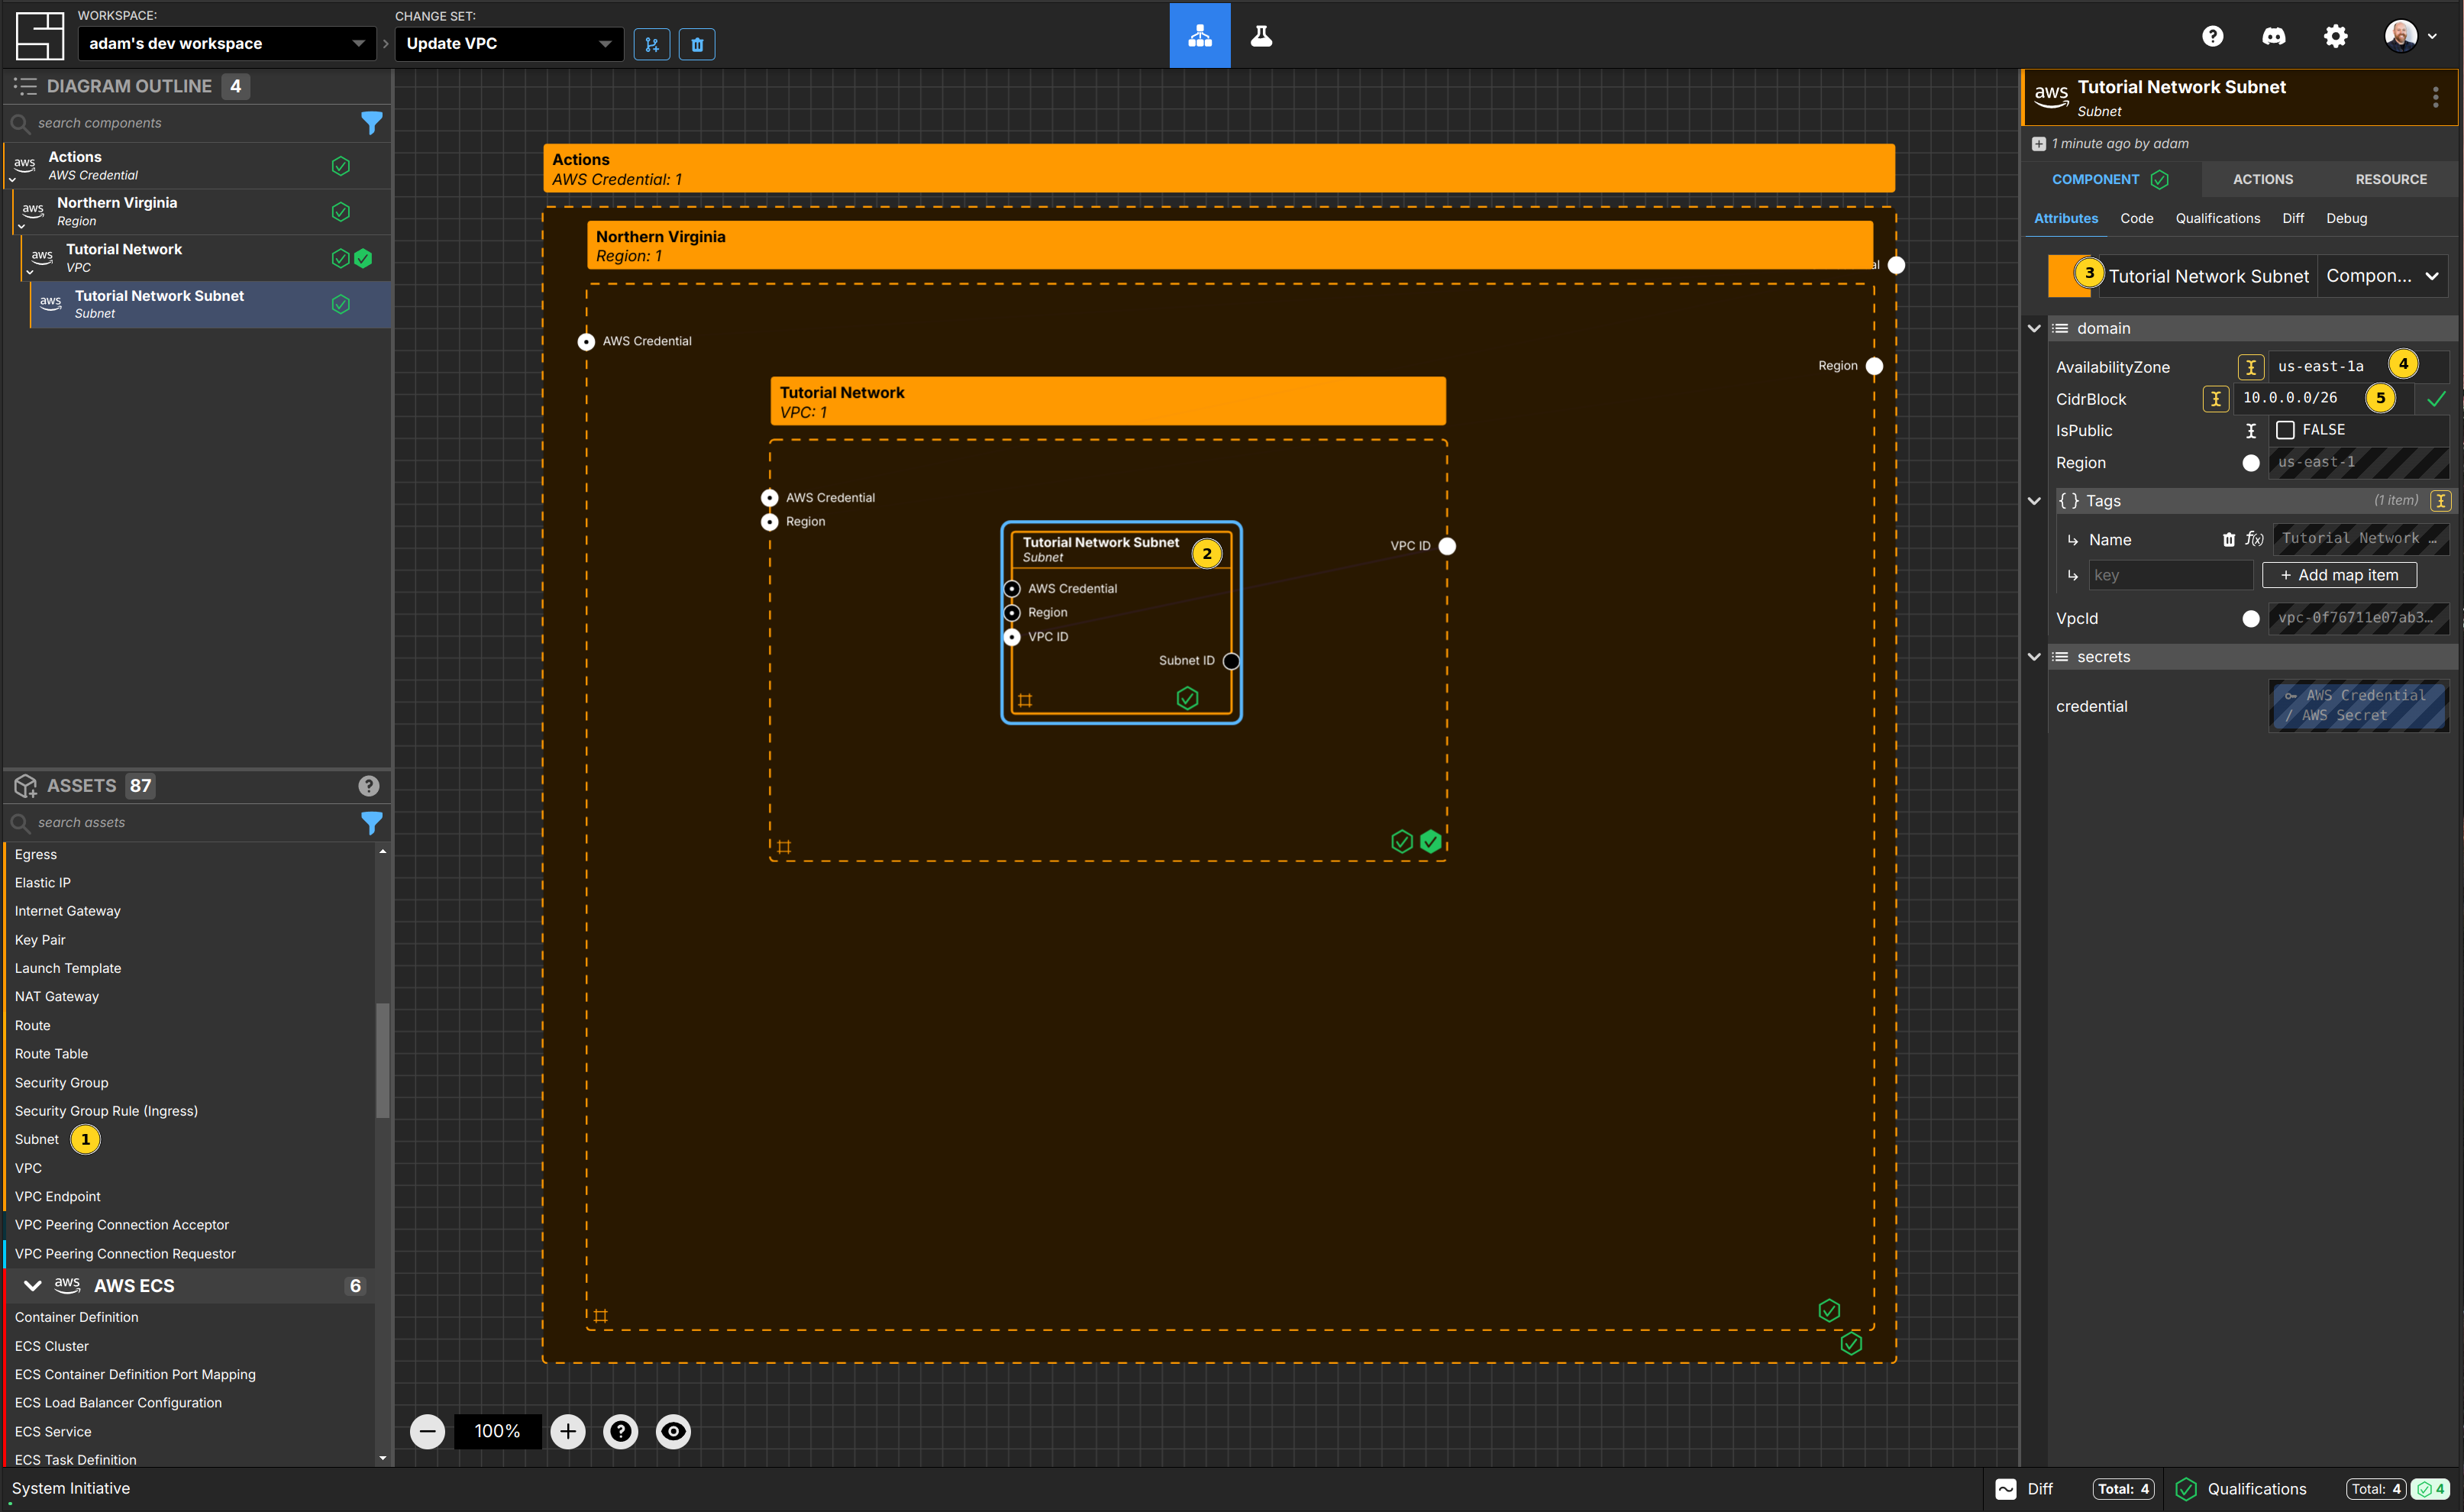 WORKSPACE:
adam's dev workspace
CHANGE SET:
Update VPC
DIAGRAM OUTLINE 4
search components
aws
Actions
AWS Credential
aws
Northern Virginia
Region
aws
Tutorial Network
VPC
aws
Tutorial Network Subnet
Subnet
ASSETS 87
search assets
Egress
Elastic IP
Internet Gateway
Key Pair
Launch Template
NAT Gateway
Route
Route Table
Security Group
Security Group Rule (Ingress)
Subnet 1
VPC
VPC Endpoint
VPC Peering Connection Acceptor
VPC Peering Connection Requestor
aws AWS ECS 6
Container Definition
ECS Cluster
ECS Container Definition Port Mapping
ECS Load Balancer Configuration
ECS Service
ECS Task Definition
Actions
AWS Credential: 1
Northern Virginia
Region: 1
al
AWS Credential
Region
Tutorial Network
VPC: 1
AWS Credential
Region
VPC ID
Tutorial Network Subnet
Subnet
2
AWS Credential
Region
VPC ID
Subnet ID
100%
aws
Tutorial Network Subnet
Subnet
1 minute ago by adam
COMPONENT ACTIONS RESOURCE
Attributes Code Qualifications Diff Debug
3 Tutorial Network Subnet Compon...
domain
AvailabilityZone us-east-1a 4
CidrBlock 10.0.0.0/26 5
IsPublic FALSE
Region us-east-1
{ } Tags (1 item)
Name f(x) Tutorial Network …
key + Add map item
VpcId vpc-0f76711e07ab3…
secrets
credential AWS Credential
/ AWS Secret
System Initiative
Diff Total: 4 Qualifications Total: 4 4